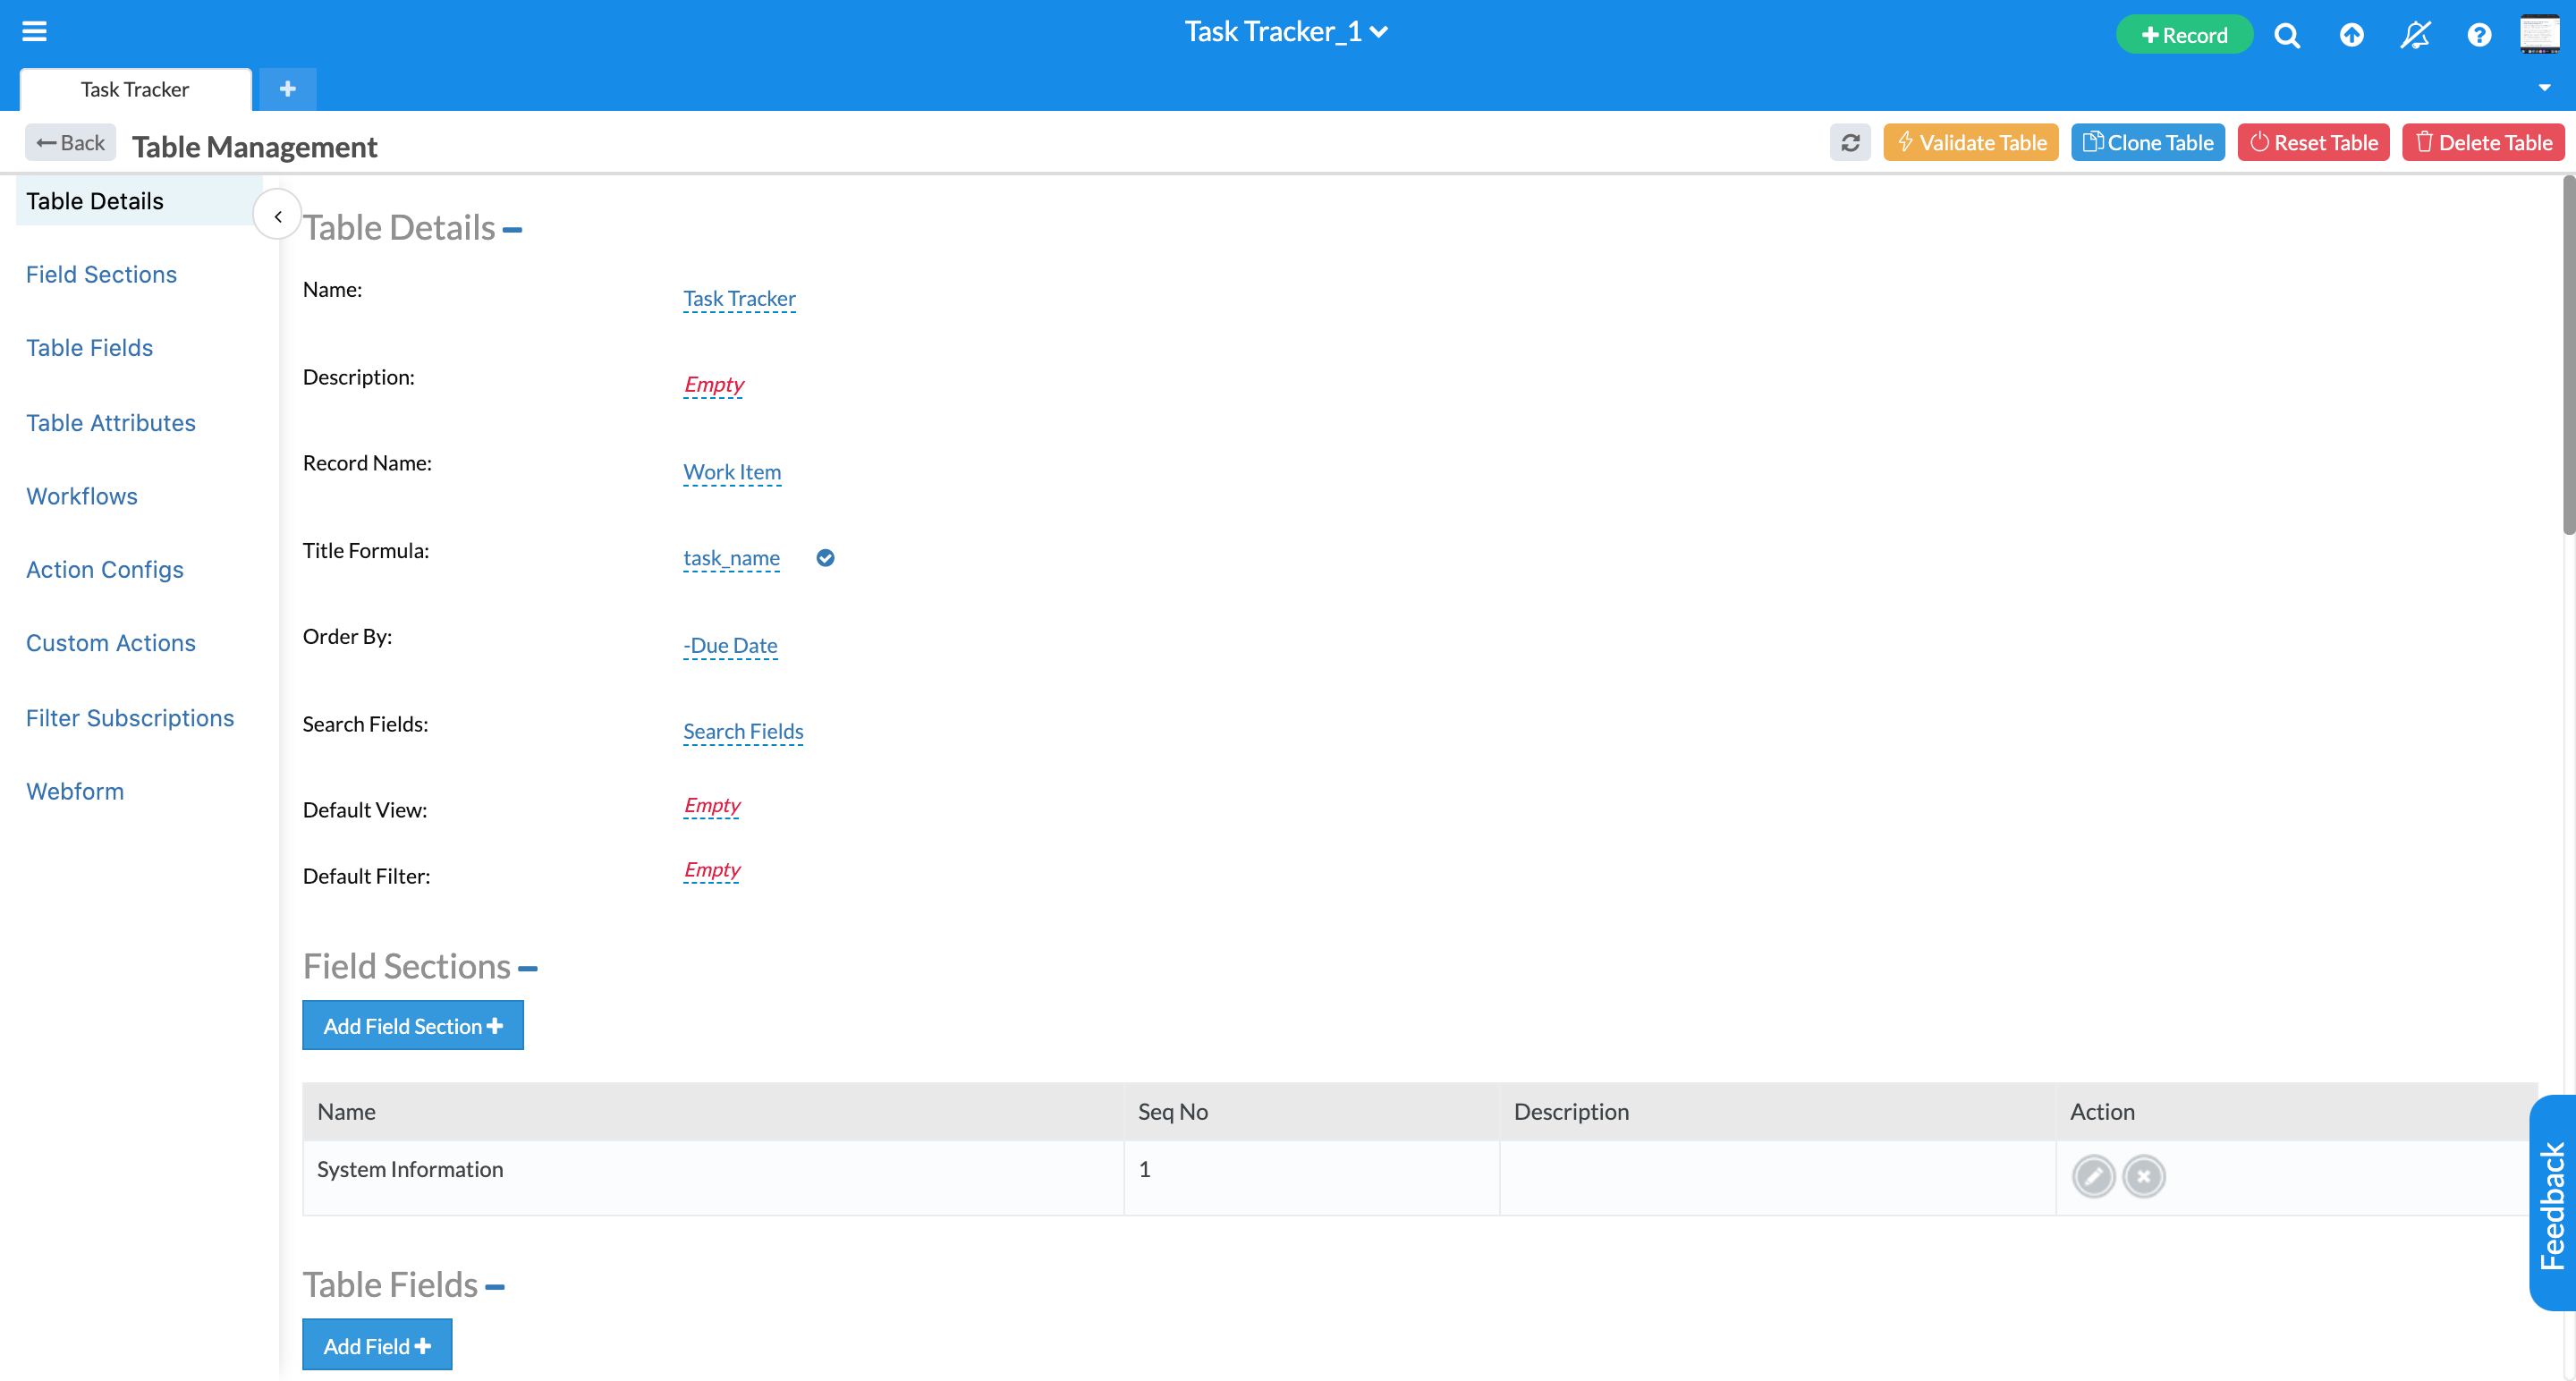 Task Tracker_1
Record
Task Tracker
Back
Table Management
Validate Table
Clone Table
Reset Table
Delete Table
Table Details
Field Sections
Table Fields
Table Attributes
Workflows
Action Configs
Custom Actions
Filter Subscriptions
Webform
Table Details
Name: Task Tracker
Description: Empty
Record Name: Work Item
Title Formula: task_name
Order By: -Due Date
Search Fields: Search Fields
Default View: Empty
Default Filter: Empty
Field Sections
Add Field Section
Name Seq No Description Action
System Information 1
Table Fields
Add Field
Feedback